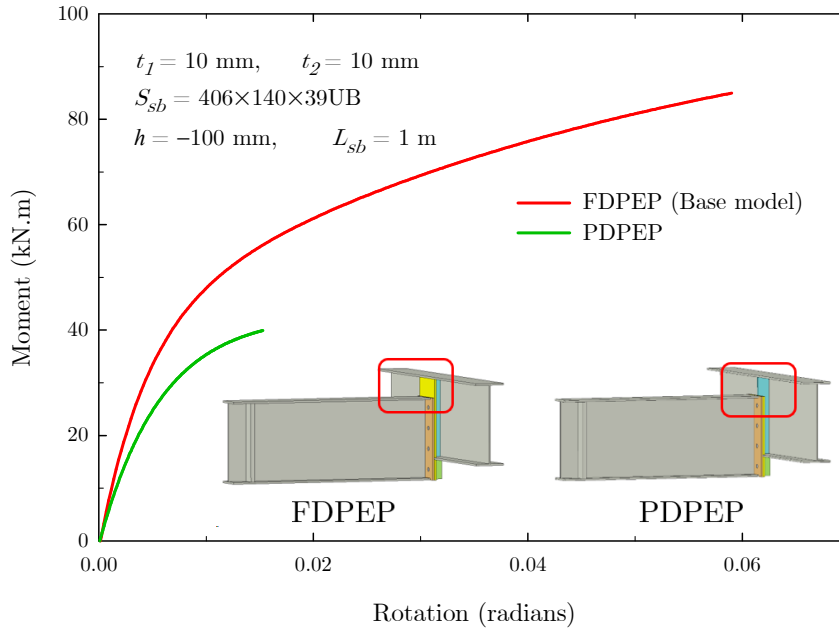 100
80
60
40
20
0
Moment (kN.m)
t1 = 10 mm, t2 = 10 mm
Ssb = 406×140×39UB
h = −100 mm, Lsb = 1 m
FDPEP (Base model)
PDPEP
FDPEP
PDPEP
0.00
0.02
0.04
0.06
Rotation (radians)